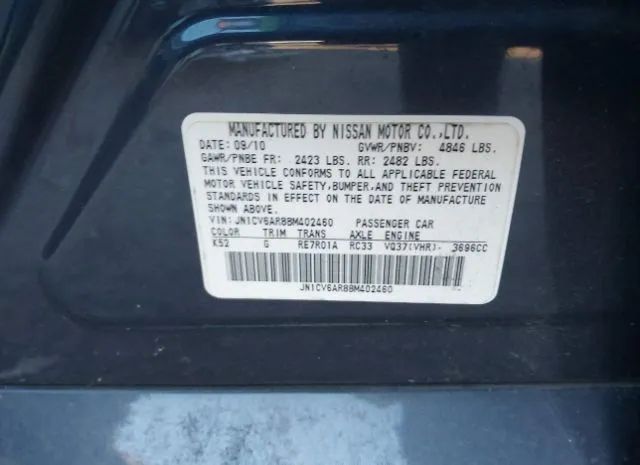 MANUFACTURED BY NISSAN MOTOR CO.,LTD.
DATE: 09/10 GVWR/PNBV: 4846 LBS.
GAWR/PNBE FR: 2423 LBS. RR: 2482 LBS.
THIS VEHICLE CONFORMS TO ALL APPLICABLE FEDERAL
MOTOR VEHICLE SAFETY,BUMPER,AND THEFT PREVENTION
STANDARDS IN EFFECT ON THE DATE OF MANUFACTURE
SHOWN ABOVE.
VIN: JN1CV6AR8BM402460 PASSENGER CAR
COLOR TRIM TRANS AXLE ENGINE
K52 G RE7R01A RC33 VQ37(VHR)- 3696CC
JN1CV6AR8BM402460